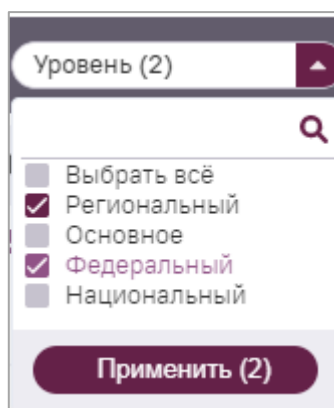 Уровень (2)
Выбрать всё
Региональный
Основное
Федеральный
Национальный
Применить (2)